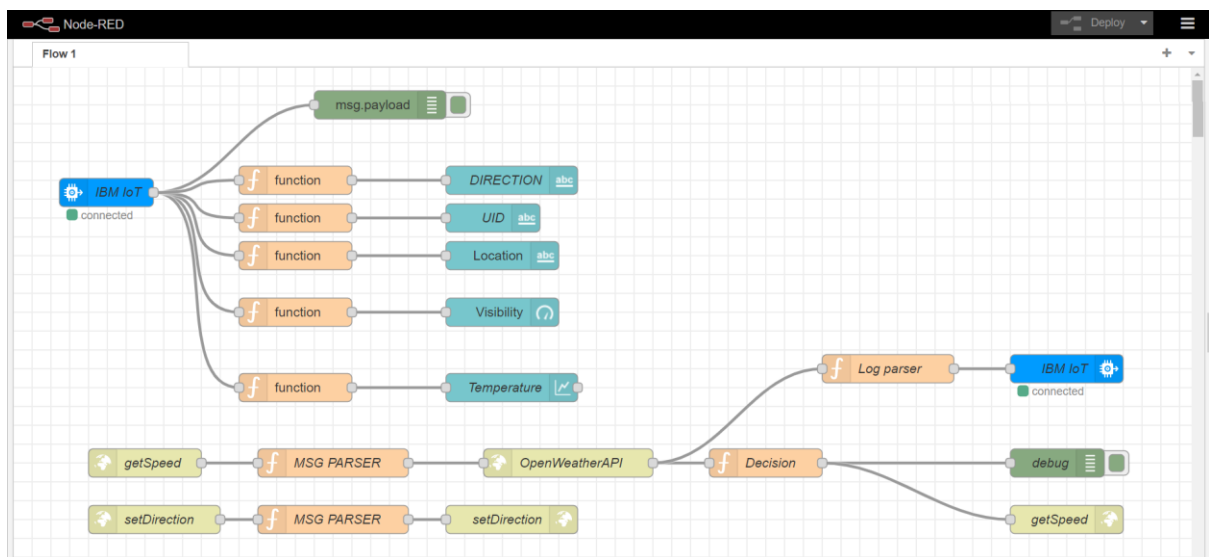 Node-RED
Deploy
Flow 1
msg.payload
function
DIRECTION
abc
IBM IoT
connected
function
UID
abc
function
Location
abc
function
Visibility
Log parser
IBM IoT
connected
function
Temperature
getSpeed
MSG PARSER
OpenWeatherAPI
Decision
debug
setDirection
MSG PARSER
setDirection
getSpeed